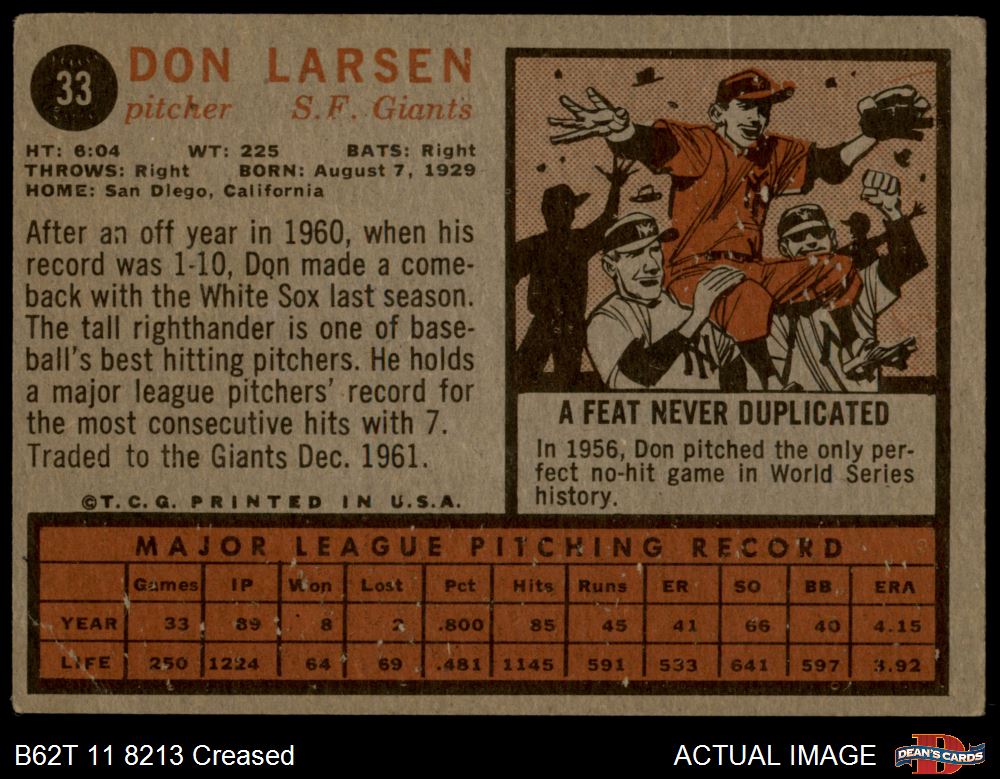 33
DON LARSEN
pitcher S.F. Giants
HT: 6:04 WT: 225 BATS: Right
THROWS: Right BORN: August 7, 1929
HOME: San Diego, California
After an off year in 1960, when his
record was 1-10, Don made a come-
back with the White Sox last season.
The tall righthander is one of base-
ball's best hitting pitchers. He holds
a major league pitchers' record for
the most consecutive hits with 7.
Traded to the Giants Dec. 1961.
©T.C.G. PRINTED IN U.S.A.
A FEAT NEVER DUPLICATED
In 1956, Don pitched the only per-
fect no-hit game in World Series
history.
MAJOR LEAGUE PITCHING RECORD
Games IP Won Lost Pct Hits Runs ER SO BB ERA
YEAR 33 89 8 2 .800 85 45 41 66 40 4.15
LIFE 250 1224 64 69 .481 1145 591 533 641 597 3.92
B62T 11 8213 Creased ACTUAL IMAGE DEAN'S CARDS